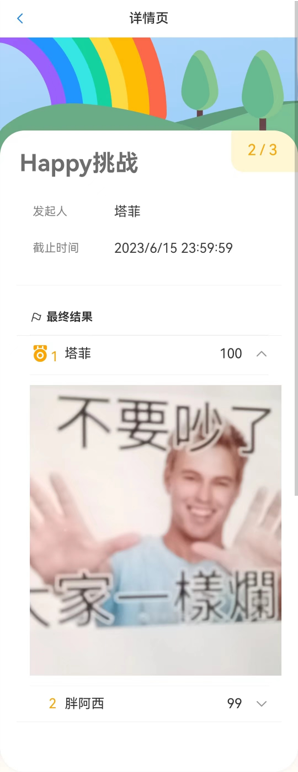 详情页
2 / 3
Happy挑战
发起人 塔菲
截止时间 2023/6/15 23:59:59
最终结果
1 塔菲 100
不要吵了
大家一樣爛
2 胖阿西 99